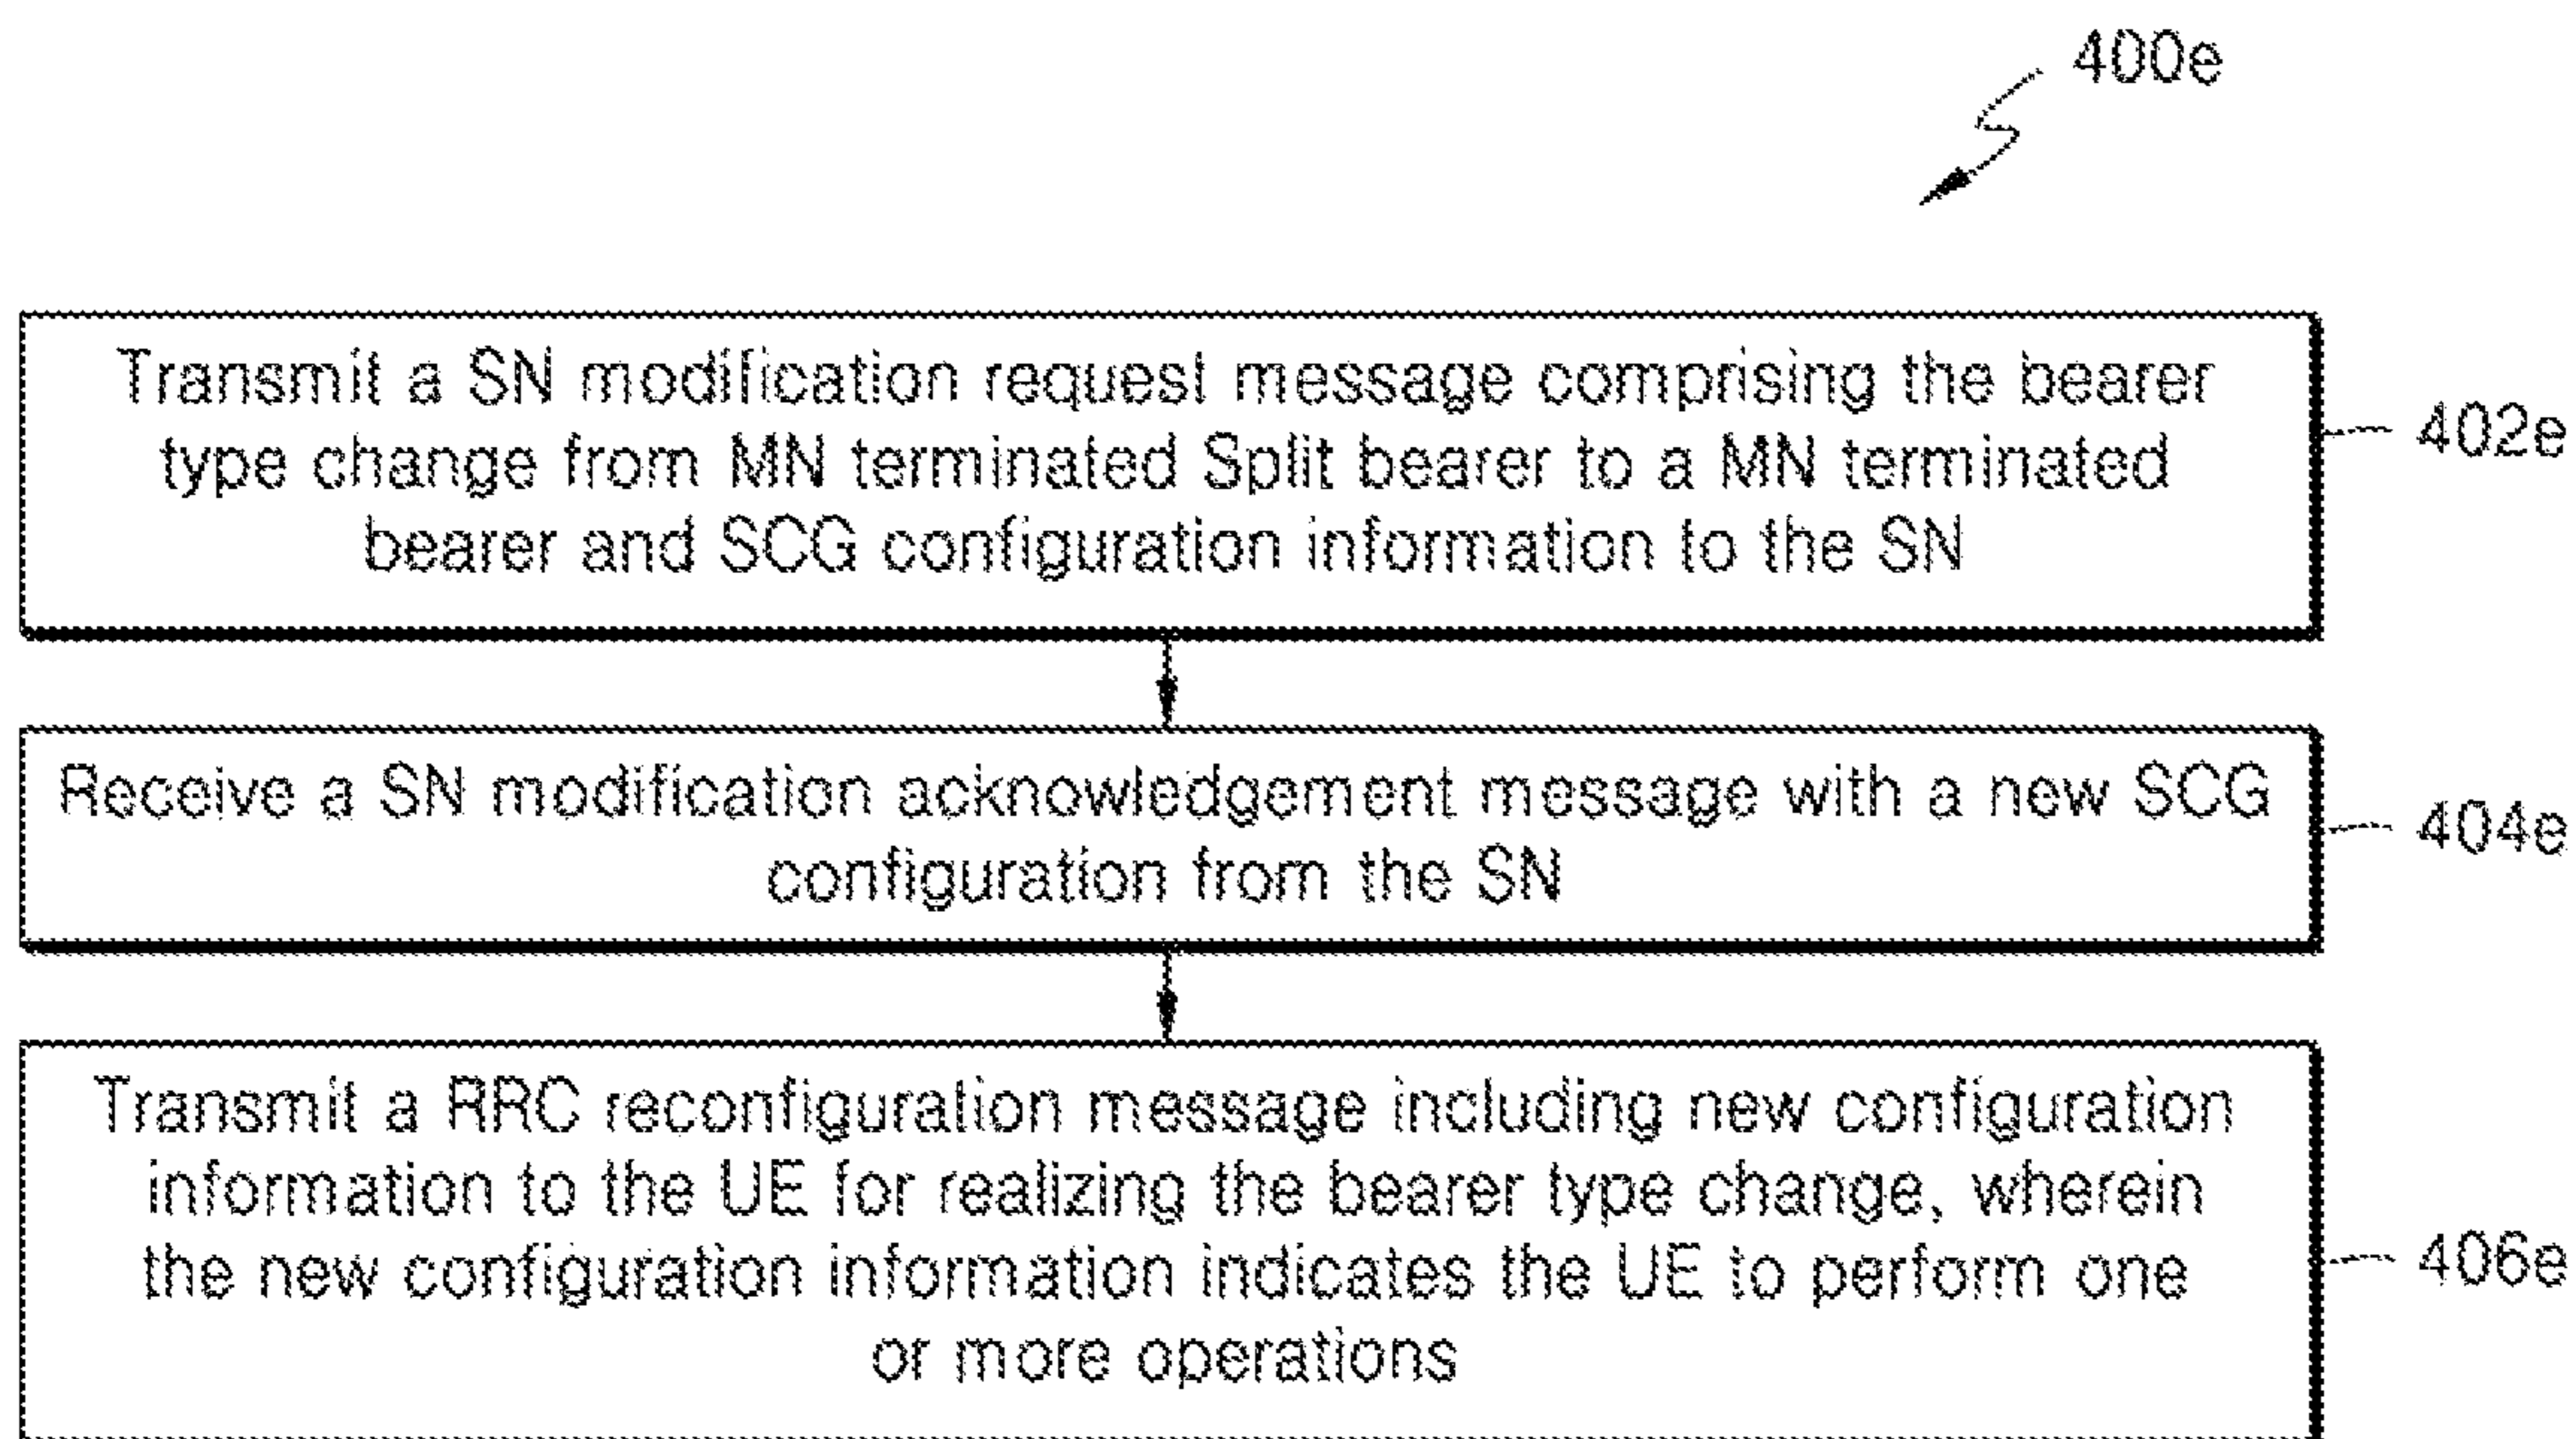 400e
Transmit a SN modification request message comprising the bearer
type change from MN terminated Split bearer to a MN terminated
bearer and SCG configuration information to the SN
402e
Receive a SN modification acknowledgement message with a new SCG
configuration from the SN
404e
Transmit a RRC reconfiguration message including new configuration
information to the UE for realizing the bearer type change, wherein
the new configuration information indicates the UE to perform one
or more operations
406e